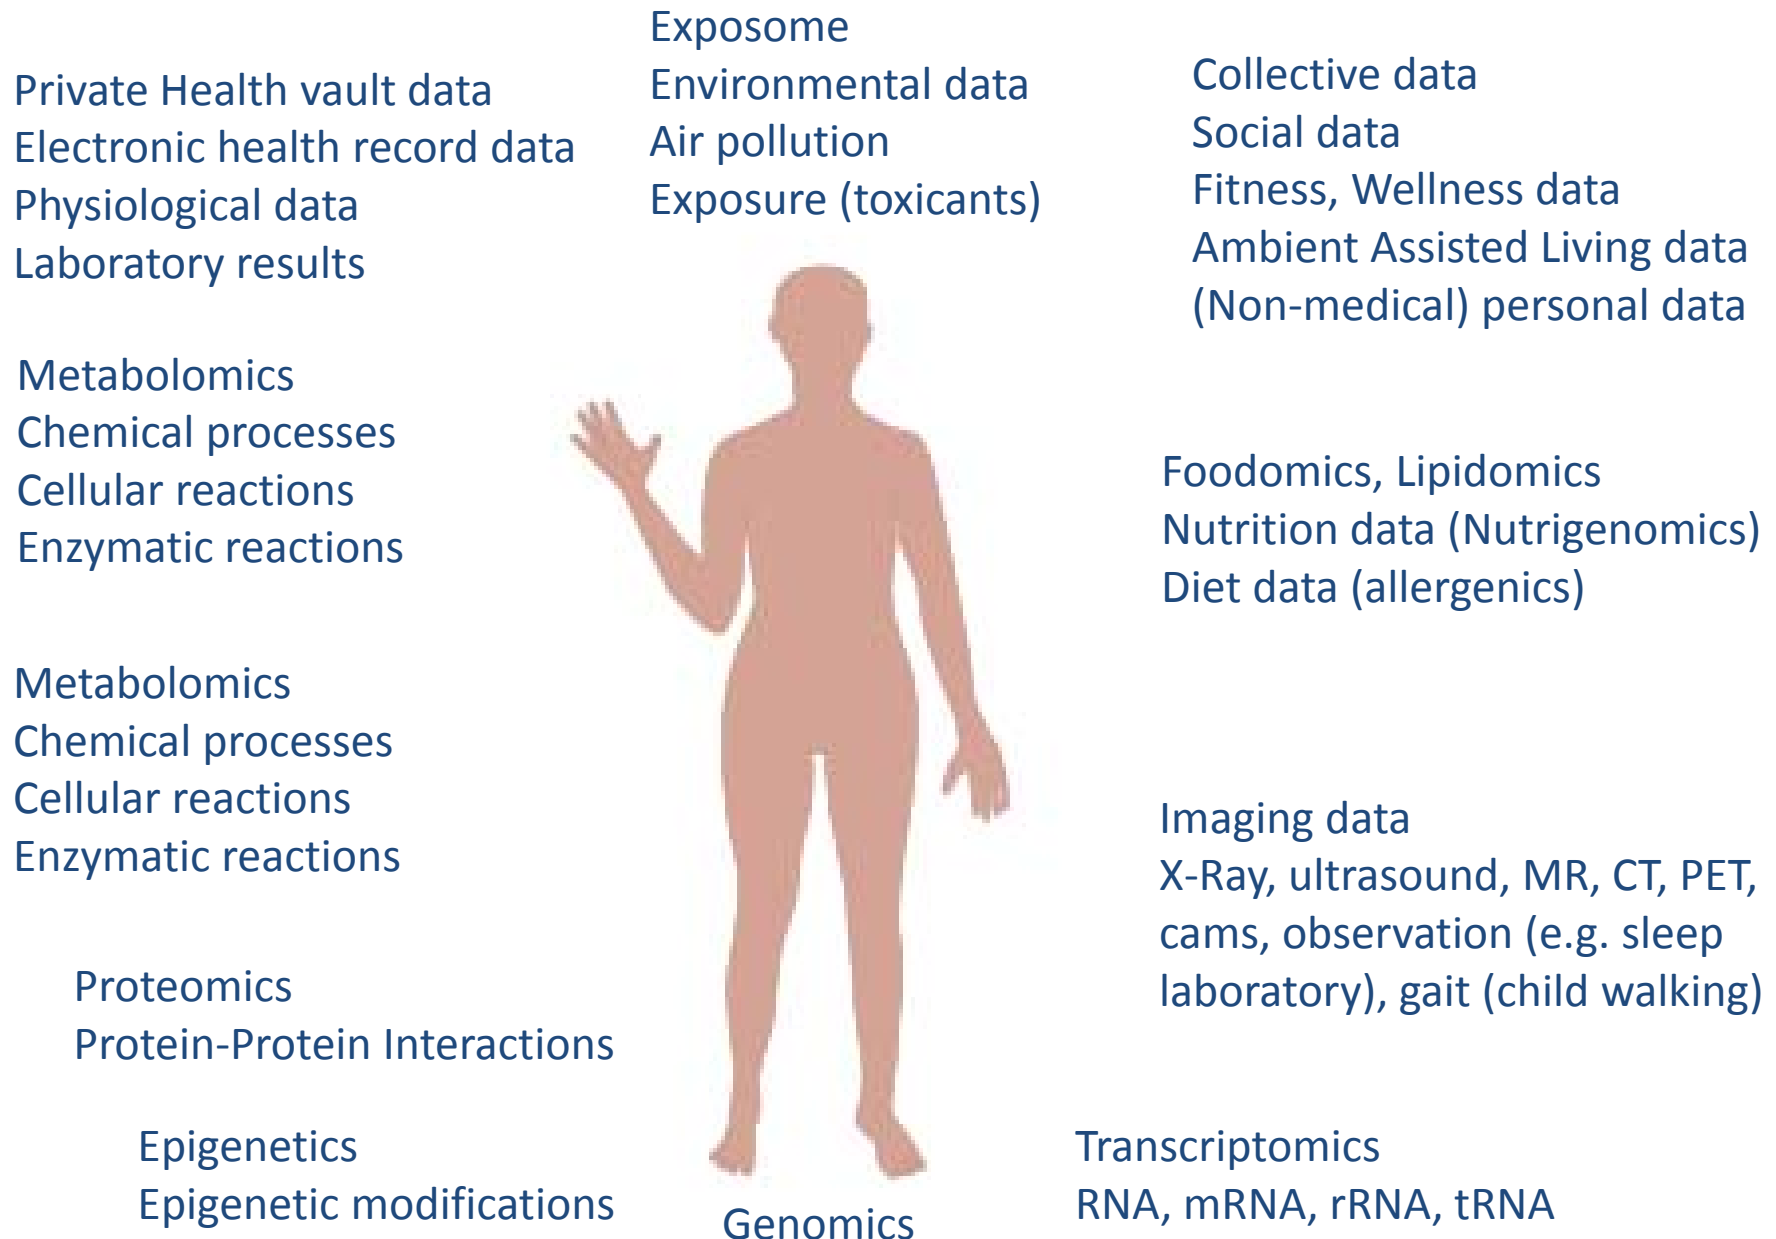 Exposome
Environmental data
Air pollution
Exposure (toxicants)
Private Health vault data
Electronic health record data
Physiological data
Laboratory results
Collective data
Social data
Fitness, Wellness data
Ambient Assisted Living data
(Non-medical) personal data
Metabolomics
Chemical processes
Cellular reactions
Enzymatic reactions
Foodomics, Lipidomics
Nutrition data (Nutrigenomics)
Diet data (allergenics)
Metabolomics
Chemical processes
Cellular reactions
Enzymatic reactions
Imaging data
X-Ray, ultrasound, MR, CT, PET,
cams, observation (e.g. sleep
laboratory), gait (child walking)
Proteomics
Protein-Protein Interactions
Epigenetics
Epigenetic modifications
Genomics
Transcriptomics
RNA, mRNA, rRNA, tRNA